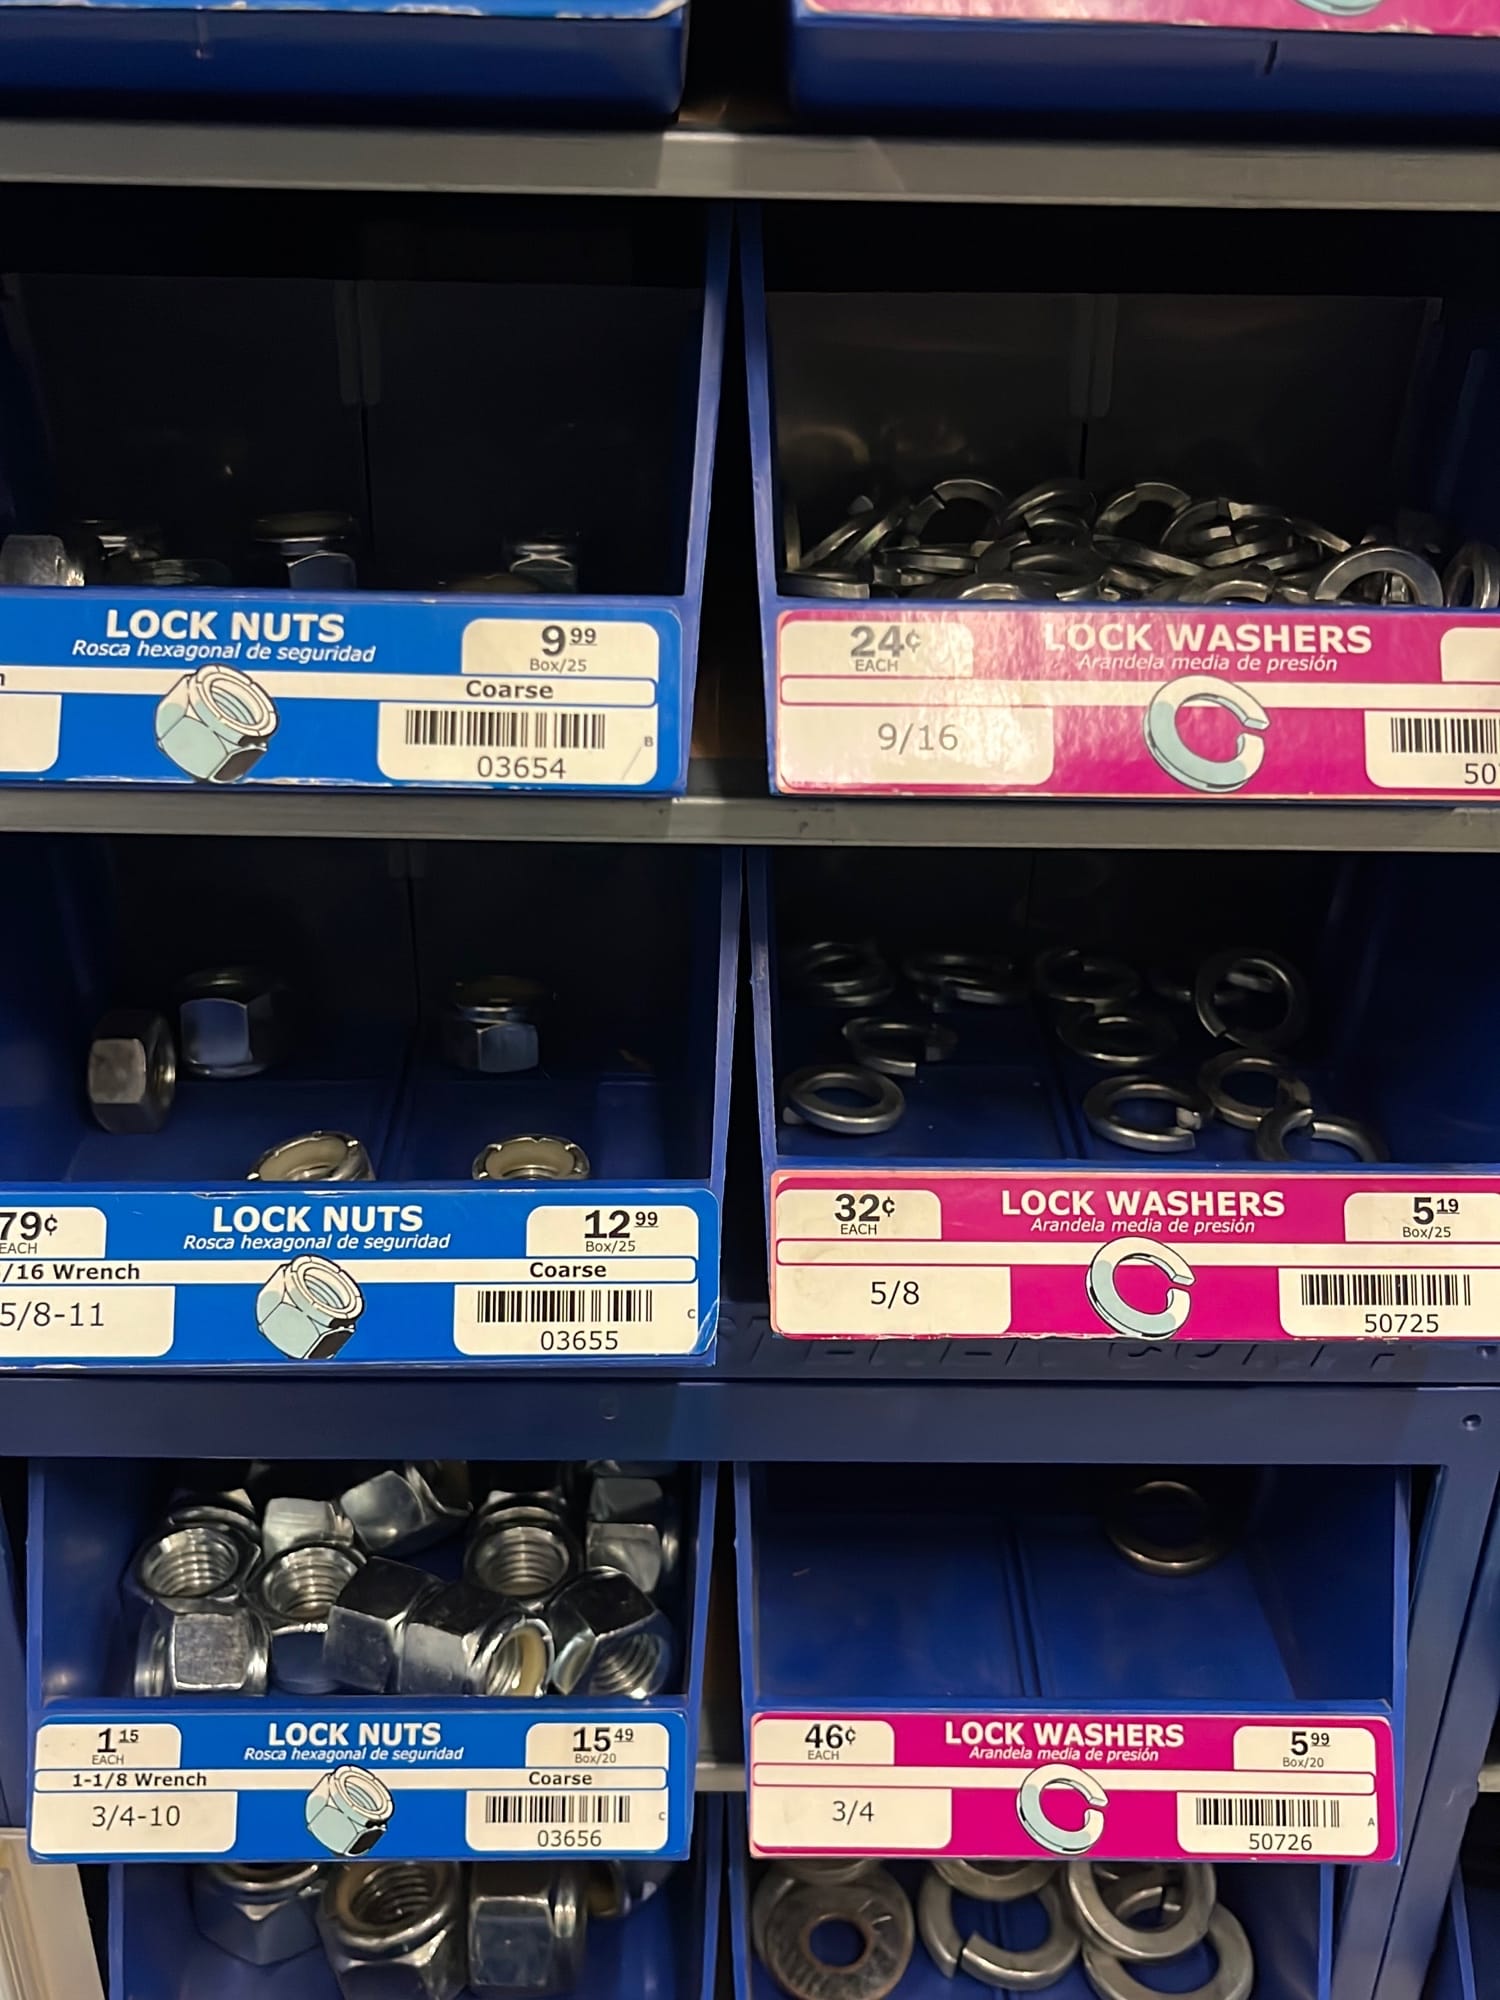 LOCK NUTS
Rosca hexagonal de seguridad
9 99
Box/25
Coarse
B
03654
24¢
EACH
LOCK WASHERS
Arandela media de presión
9/16
50
79¢
EACH
LOCK NUTS
Rosca hexagonal de seguridad
12 99
Box/25
/16 Wrench
Coarse
5/8-11
C
03655
32¢
EACH
LOCK WASHERS
Arandela media de presión
5 19
Box/25
5/8
50725
1 15
EACH
LOCK NUTS
Rosca hexagonal de seguridad
15 49
Box/20
1-1/8 Wrench
Coarse
3/4-10
C
03656
46¢
EACH
LOCK WASHERS
Arandela media de presión
5 99
Box/20
3/4
A
50726